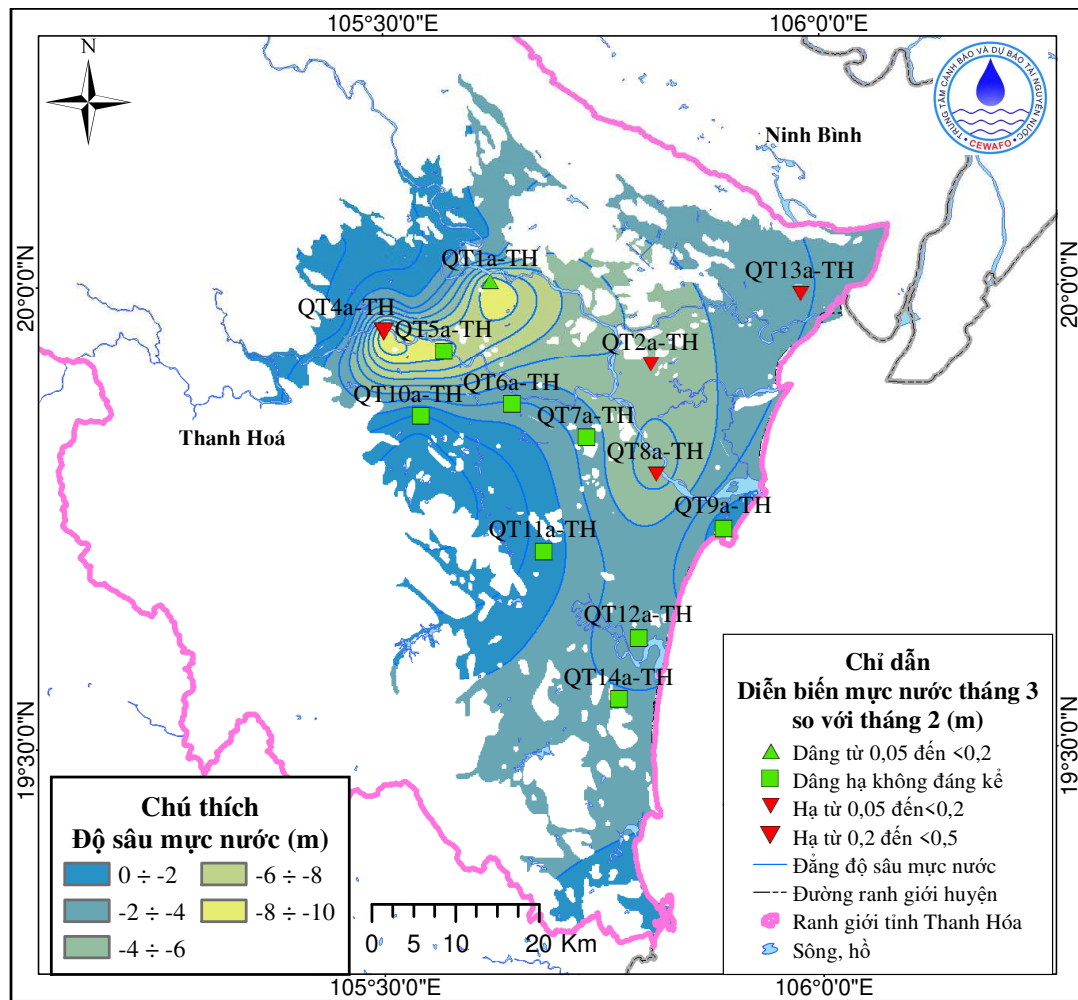 105°30'0"E
106°0'0"E
N
TRUNG TÂM CẢNH BÁO VÀ DỰ BÁO TÀI NGUYÊN NƯỚC
CEWAFO
Ninh Bình
20°0'0"N
20°0'0"N
QT1a-TH
QT13a-TH
QT4a-TH
QT5a-TH
QT2a-TH
QT6a-TH
QT10a-TH
QT7a-TH
Thanh Hoá
QT8a-TH
QT9a-TH
QT11a-TH
QT12a-TH
QT14a-TH
19°30'0"N
19°30'0"N
Chỉ dẫn
Diễn biến mực nước tháng 3
so với tháng 2 (m)
Dâng từ 0,05 đến <0,2
Dâng hạ không đáng kể
Hạ từ 0,05 đến<0,2
Hạ từ 0,2 đến <0,5
Đẳng độ sâu mực nước
Đường ranh giới huyện
Ranh giới tỉnh Thanh Hóa
Sông, hồ
Chú thích
Độ sâu mực nước (m)
0 ÷ -2
-6 ÷ -8
-2 ÷ -4
-8 ÷ -10
-4 ÷ -6
0 5 10 20 Km
105°30'0"E
106°0'0"E